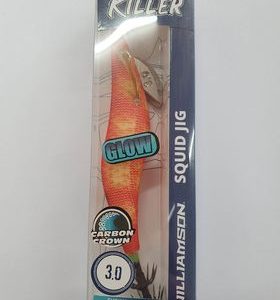 KILLER
GLOW
CARBON
CROWN
3.0
WILLIAMSON SQUID JIG